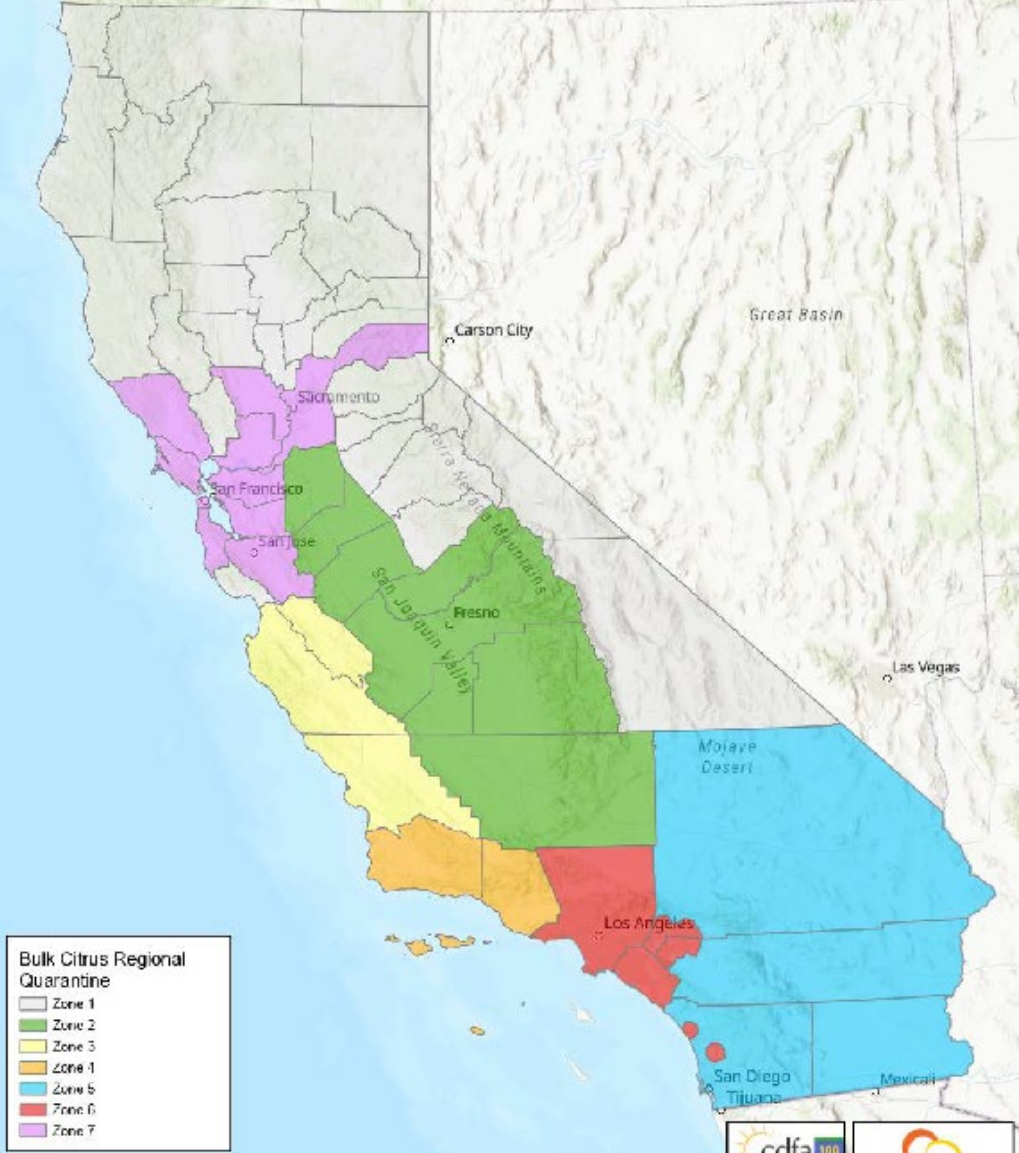 Carson City
Great Basin
Sacramento
Sierra Nevada Mountains
San Francisco
San Jose
San Joaquin Valley
Fresno
Las Vegas
Mojave
Desert
Los Angeles
San Diego
Tijuana
Mexicali
Bulk Citrus Regional
Quarantine
Zone 1
Zone 2
Zone 3
Zone 4
Zone 5
Zone 6
Zone 7
cdfa
100